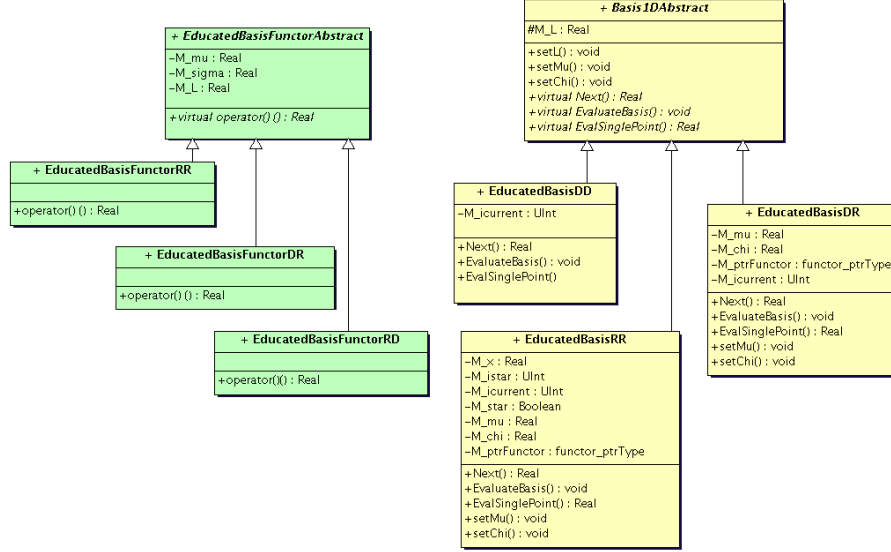 + EducatedBasisFunctorAbstract
-M_mu : Real
-M_sigma : Real
-M_L : Real
+virtual operator() () : Real
+ EducatedBasisFunctorRR
+operator() () : Real
+ EducatedBasisFunctorDR
+operator() () : Real
+ EducatedBasisFunctorRD
+operator()() : Real
+ Basis1DAbstract
#M_L : Real
+setL() : void
+setMu() : void
+setChi() : void
+virtual Next() : Real
+virtual EvaluateBasis() : void
+virtual EvalSinglePoint() : Real
+ EducatedBasisDD
-M_icurrent : UInt
+Next() : Real
+EvaluateBasis() : void
+EvalSinglePoint()
+ EducatedBasisDR
-M_mu : Real
-M_chi : Real
-M_ptrFunctor : functor_ptrType
-M_icurrent : UInt
+Next() : Real
+EvaluateBasis() : void
+EvalSinglePoint() : Real
+setMu() : void
+setChi() : void
+ EducatedBasisRR
-M_x : Real
-M_istar : UInt
-M_icurrent : UInt
-M_star : Boolean
-M_mu : Real
-M_chi : Real
-M_ptrFunctor : functor_ptrType
+Next() : Real
+EvaluateBasis() : void
+EvalSinglePoint() : Real
+setMu() : void
+setChi() : void